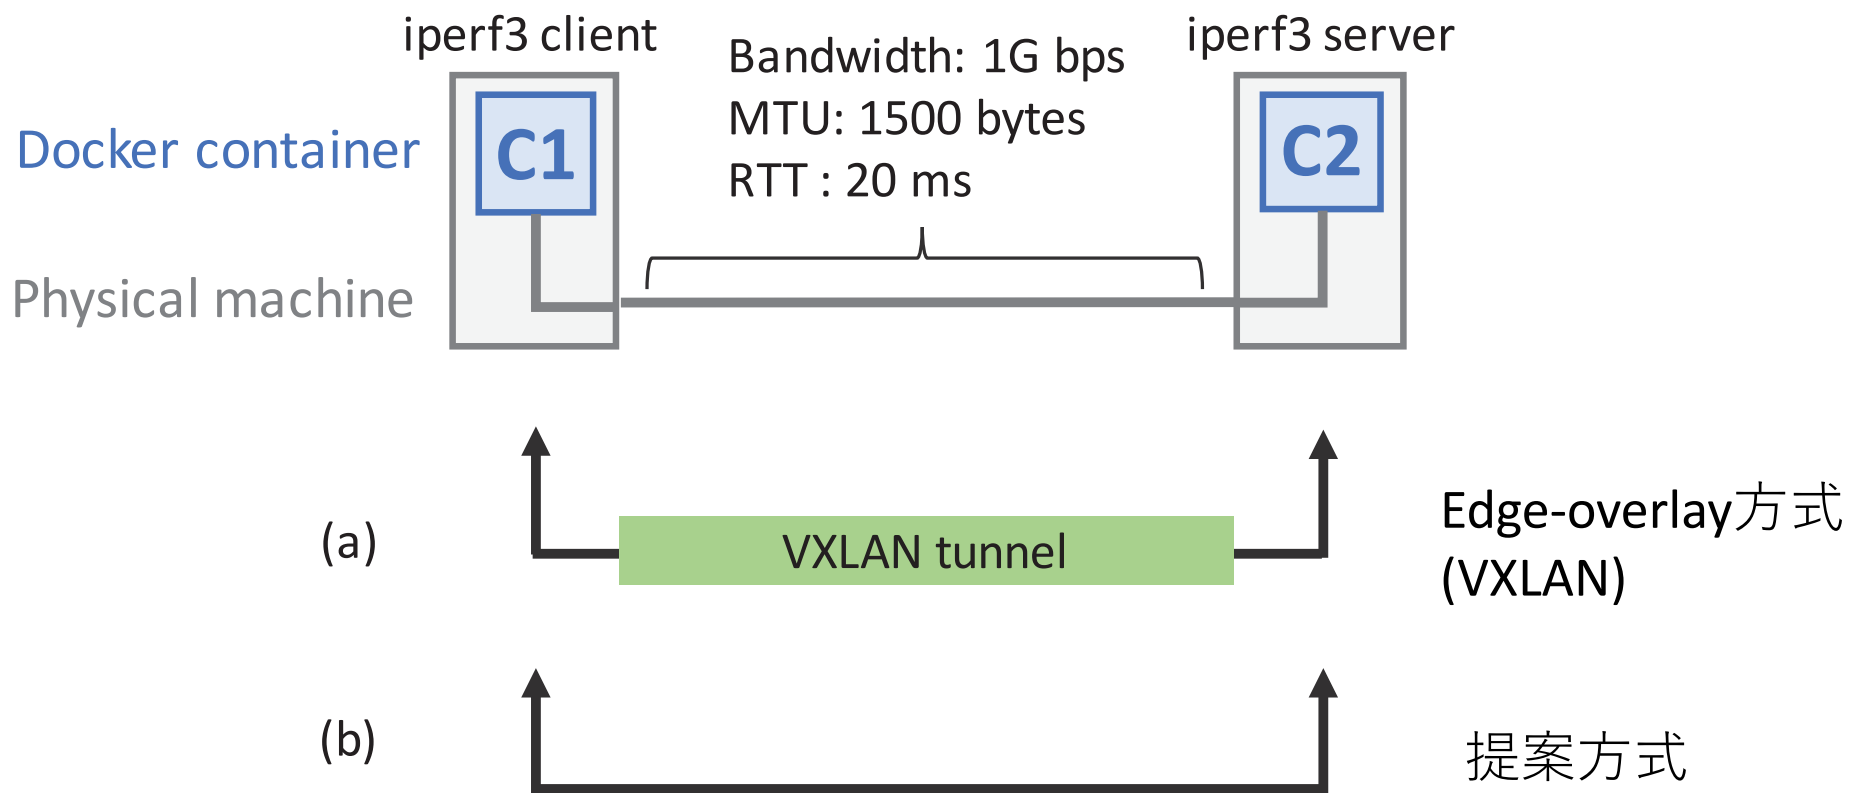 iperf3 client
iperf3 server
Bandwidth: 1G bps
MTU: 1500 bytes
RTT : 20 ms
Docker container
C1
C2
Physical machine
(a)
VXLAN tunnel
Edge-overlay方式
(VXLAN)
(b)
提案方式